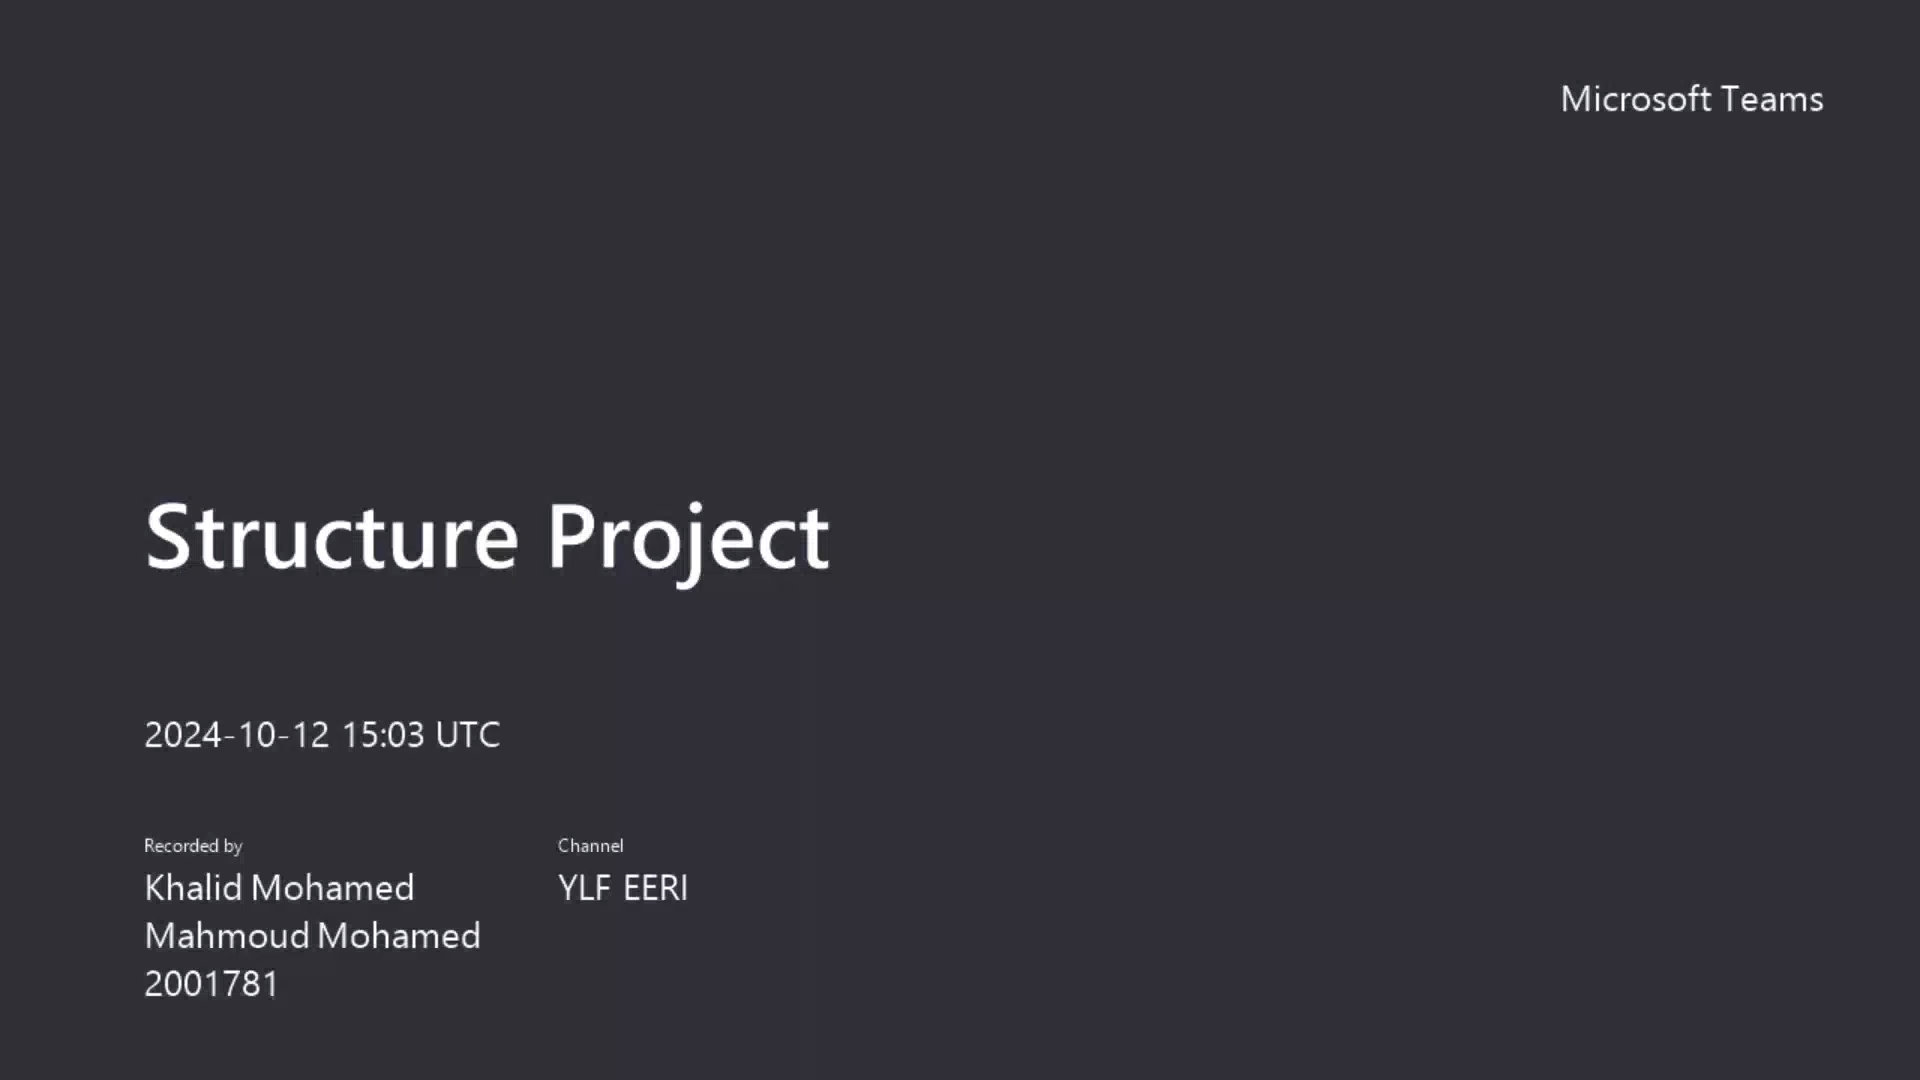 Microsoft Teams
Structure Project
2024-10-12 15:03 UTC
Recorded by
Khalid Mohamed
Mahmoud Mohamed
2001781
Channel
YLF EERI